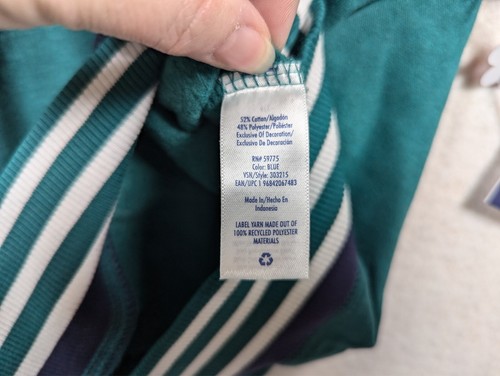 52% Cotton/Algodón
48% Polyester/Poliéster
Exclusive Of Decoration/
Exclusivo De Decoración
RN# 59775
Color: BLUE
VSN/Style: 303215
EAN/UPC 1 96842067483
Made In/Hecho En
Indonesia
LABEL YARN MADE OUT OF
100% RECYCLED POLYESTER
MATERIALS